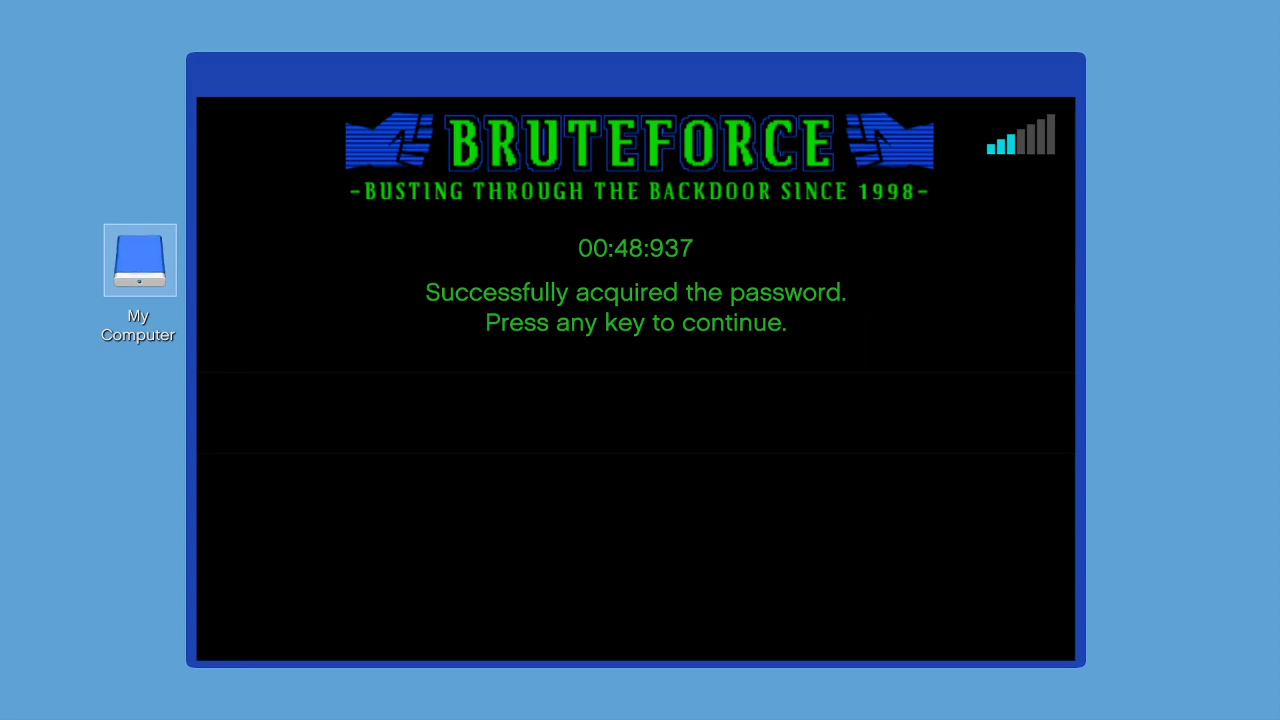 BRUTEFORCE
-BUSTING THROUGH THE BACKDOOR SINCE 1998-
00:48:937
Successfully acquired the password.
Press any key to continue.
My
Computer